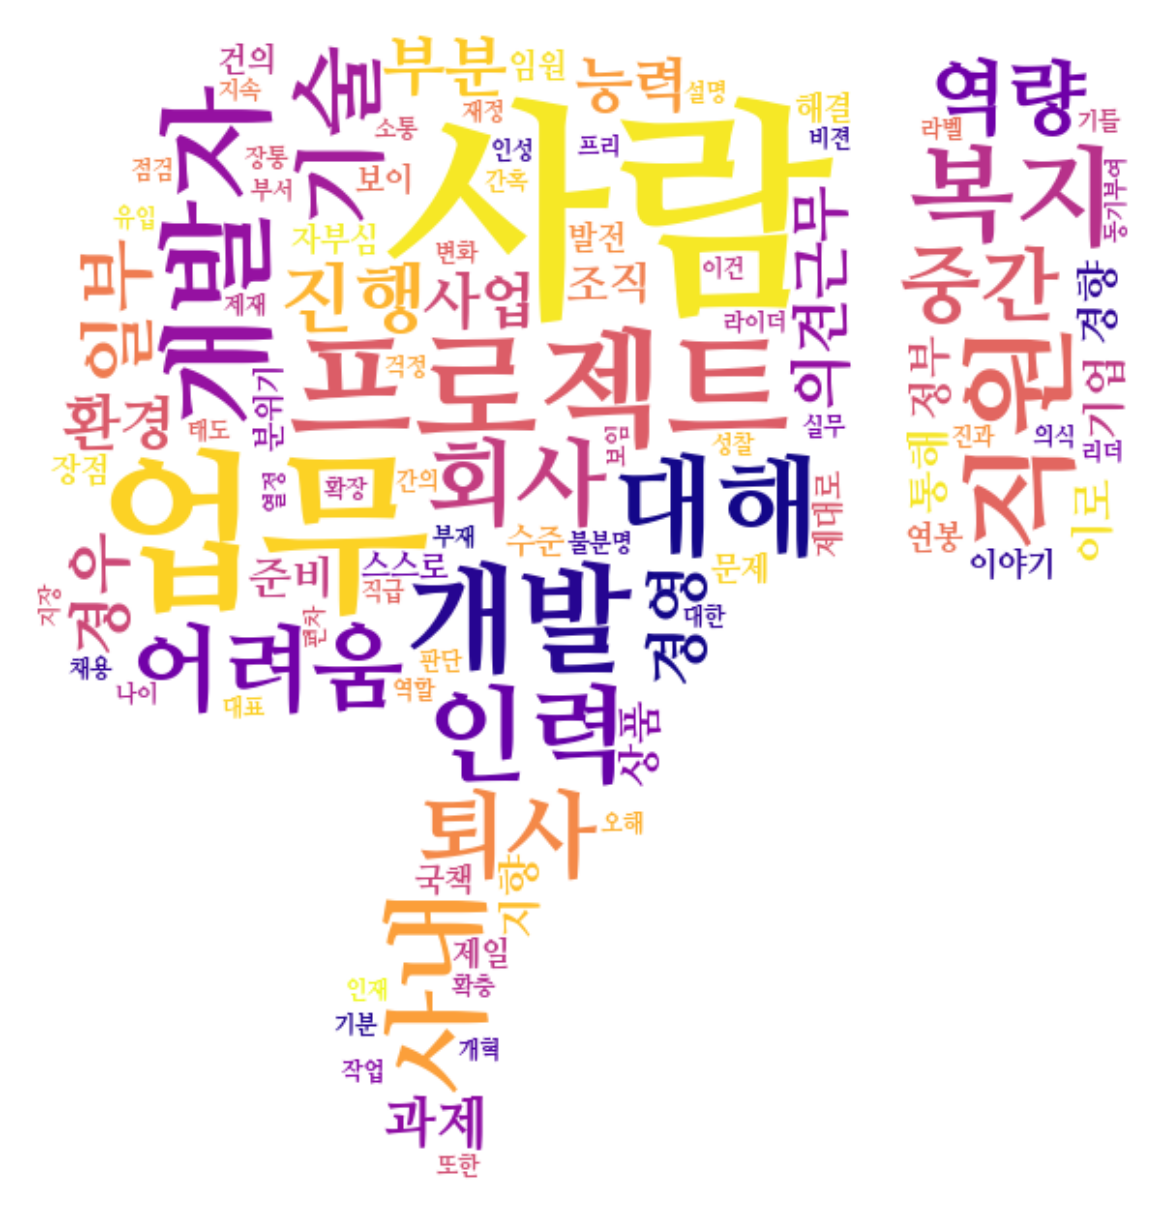 건의
지속
기술
부분
임원
능력
설명
재정
소통
사람
해결
비젼
역량
라벨
기들
개발자
점검
장통
부서
보이
인성
간혹
프리
복지
동기부여
유입
자부심
변화
발전
이건
근무
일부
제재
진행
사업
조직
라이더
의견
중간
경향
프로젝트
걱정
분위기
태도
환경
정부
직원
기업
장점
업무
열정
확장
간의
회사
보임
성찰
실무
대해
제대로
통해
진과
의식
리더
연봉
이야기
이로
부재
수준
불분명
문제
경우
준비
스스로
직급
개발
경영
대한
지장
편차
채용
나이
어려움
대표
판단
역할
인력
상품
퇴사
오해
국책
지향
사내
제일
확충
인재
기분
개혁
작업
과제
또한